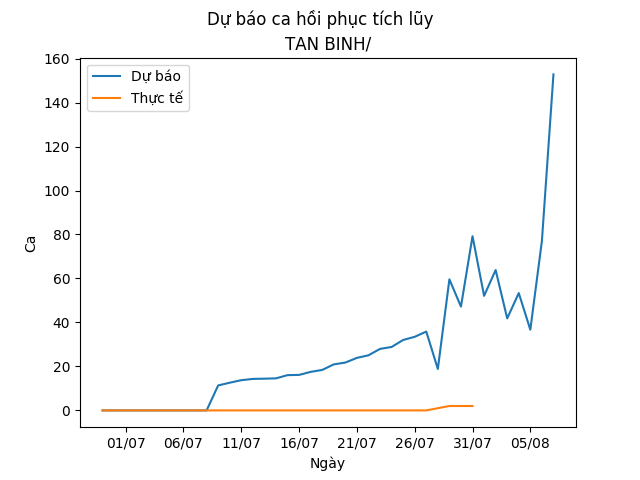 Dự báo ca hồi phục tích lũy
TAN BINH/
Dự báo
Thực tế
Ca
160
140
120
100
80
60
40
20
0
01/07 06/07 11/07 16/07 21/07 26/07 31/07 05/08
Ngày